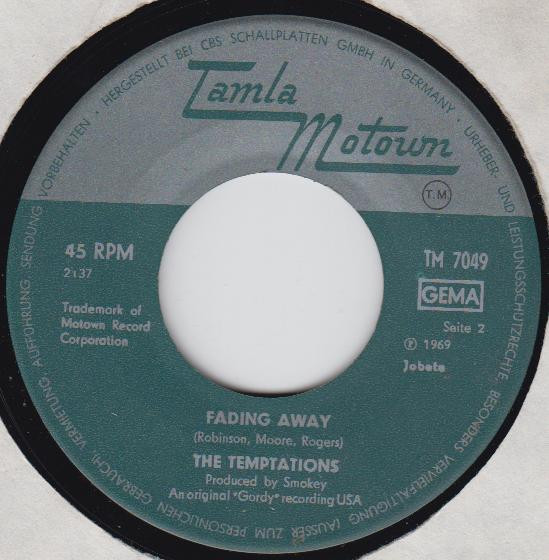 VORBEHALTEN · HERGESTELLT BEI CBS SCHALLPLATTEN GMBH IN GERMANY · URHEBER- UND LEISTUNGSSCHUTZRECHTE, BESONDERS VERVIELFÄLTIGUNG (AUSSER ZUM PERSÖNLICHEN GEBRAUCH), VERMIETUNG, AUFFÜHRUNG, SENDUNG
Tamla
Motown
T.M.
45 RPM
2:37
Trademark of
Motown Record
Corporation
TM 7049
GEMA
Seite 2
℗ 1969
Jobete
FADING AWAY
(Robinson, Moore, Rogers)
THE TEMPTATIONS
Produced by Smokey
An original "Gordy" recording USA